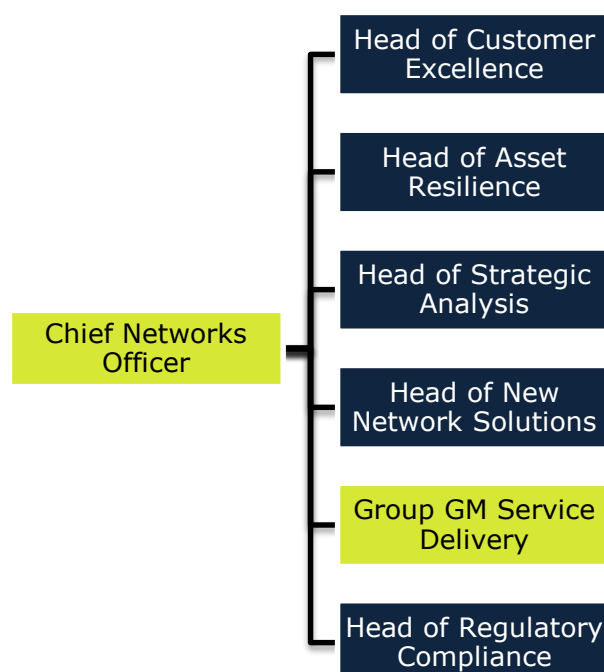 Head of Customer
Excellence
Head of Asset
Resilience
Head of Strategic
Analysis
Chief Networks
Officer
Head of New
Network Solutions
Group GM Service
Delivery
Head of Regulatory
Compliance